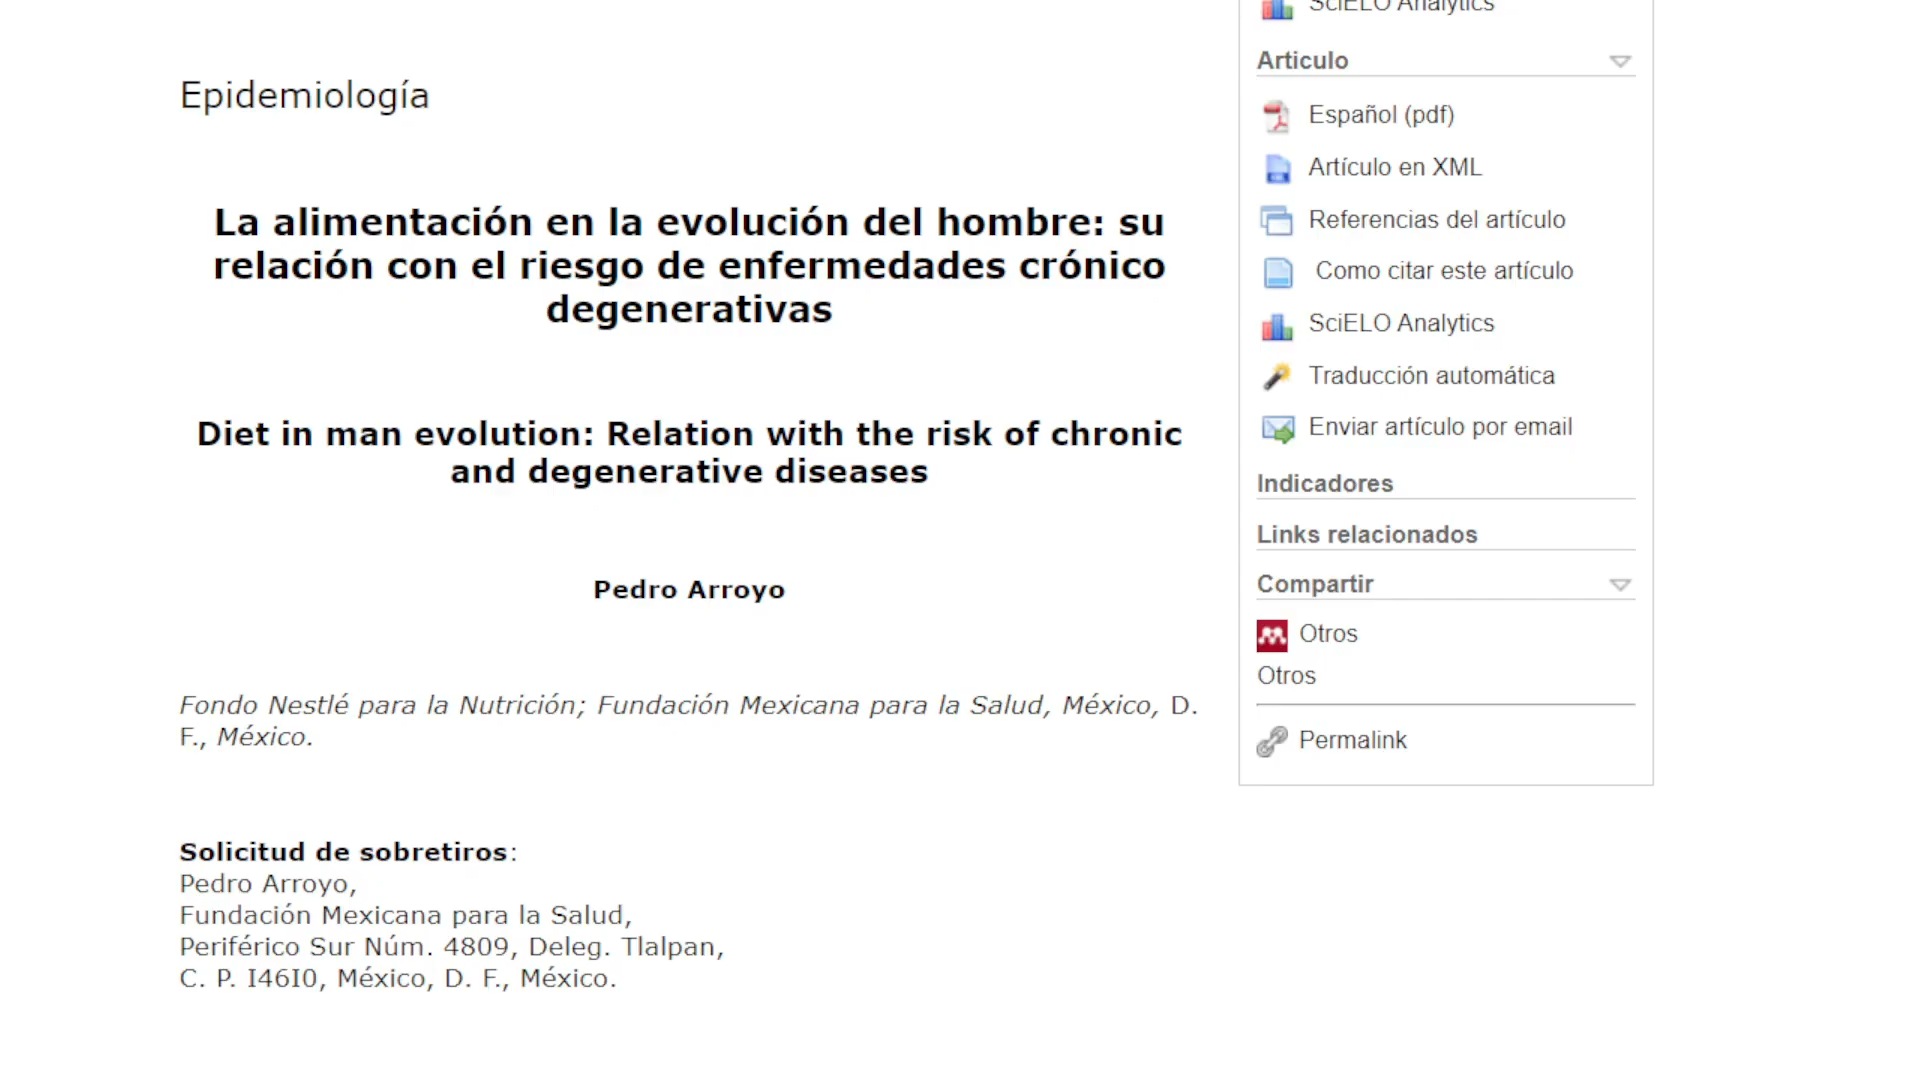 Epidemiología
La alimentación en la evolución del hombre: su
relación con el riesgo de enfermedades crónico
degenerativas
Diet in man evolution: Relation with the risk of chronic
and degenerative diseases
Pedro Arroyo
Fondo Nestlé para la Nutrición; Fundación Mexicana para la Salud, México, D.
F., México.
Solicitud de sobretiros:
Pedro Arroyo,
Fundación Mexicana para la Salud,
Periférico Sur Núm. 4809, Deleg. Tlalpan,
C. P. I46I0, México, D. F., México.
SciELO Analytics
Articulo
Español (pdf)
Artículo en XML
Referencias del artículo
Como citar este artículo
SciELO Analytics
Traducción automática
Enviar artículo por email
Indicadores
Links relacionados
Compartir
Otros
Otros
Permalink